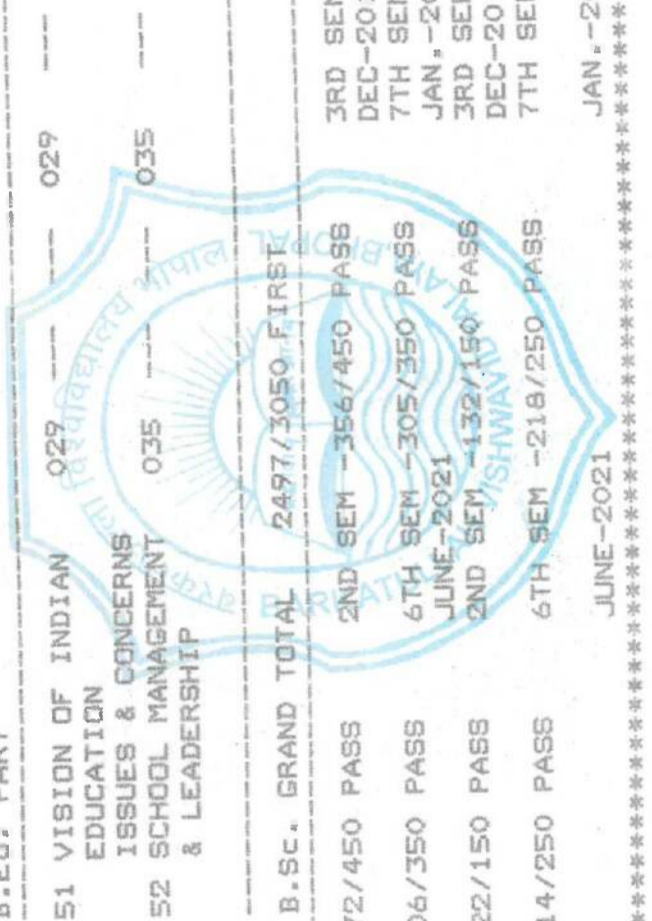 B.Ed. PART
51 VISION OF INDIAN 029 --- 029 ---
EDUCATION
ISSUES & CONCERNS
52 SCHOOL MANAGEMENT 035 --- 035 ---
& LEADERSHIP
B.Sc. GRAND TOTAL 2497/3050 FIRST
72/450 PASS 2ND SEM -356/450 PASS 3RD SEM
DEC-20
06/350 PASS 6TH SEM -305/350 PASS 7TH SEM
JUNE-2021 JAN.-20
22/150 PASS 2ND SEM -132/150 PASS 3RD SEM
DEC-20
14/250 PASS 6TH SEM -218/250 PASS 7TH SEM
JUNE-2021 JAN.-2
विश्वविद्यालय भोपाल
BARKATULLAH VISHWAVIDYALAYA, BHOPAL